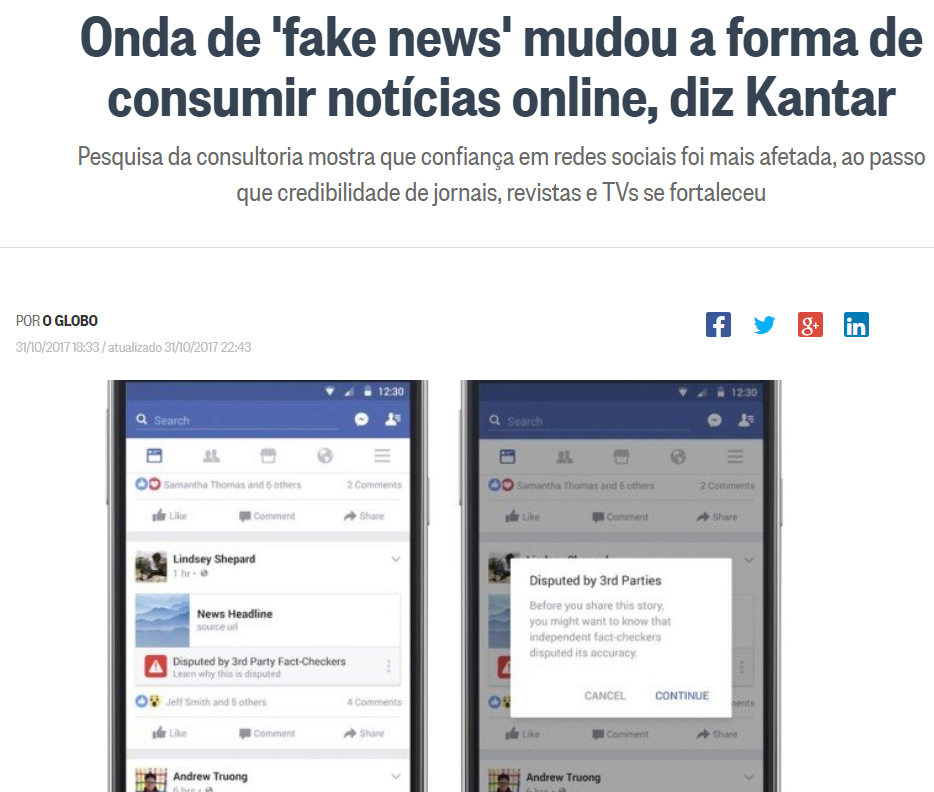 Onda de 'fake news' mudou a forma de
consumir notícias online, diz Kantar
Pesquisa da consultoria mostra que confiança em redes sociais foi mais afetada, ao passo
que credibilidade de jornais, revistas e TVs se fortaleceu
POR O GLOBO
31/10/2017 18:33 / atualizado 31/10/2017 22:43
12:30
Search
Samantha Thomas and 6 others 2 Comments
Like Comment Share
Lindsey Shepard
1 hr
News Headline
source url
Disputed by 3rd Party Fact-Checkers
Learn why this is disputed
Jeff Smith and 5 others 4 Comments
Like Comment Share
Andrew Truong
6 hrs
12:30
Search
Samantha Thomas and 6 others 2 Comments
Like Comment Share
Disputed by 3rd Parties
Before you share this story,
you might want to know that
independent fact-checkers
disputed its accuracy.
CANCEL CONTINUE
Like Comment Share
Andrew Truong